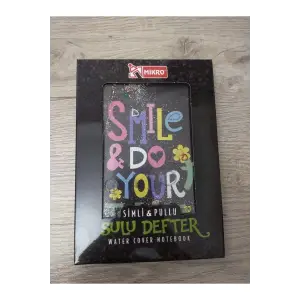 MIKRO
SMILE
& DO
YOUR
SİMLİ & PULLU
SULU DEFTER
WATER COVER NOTEBOOK